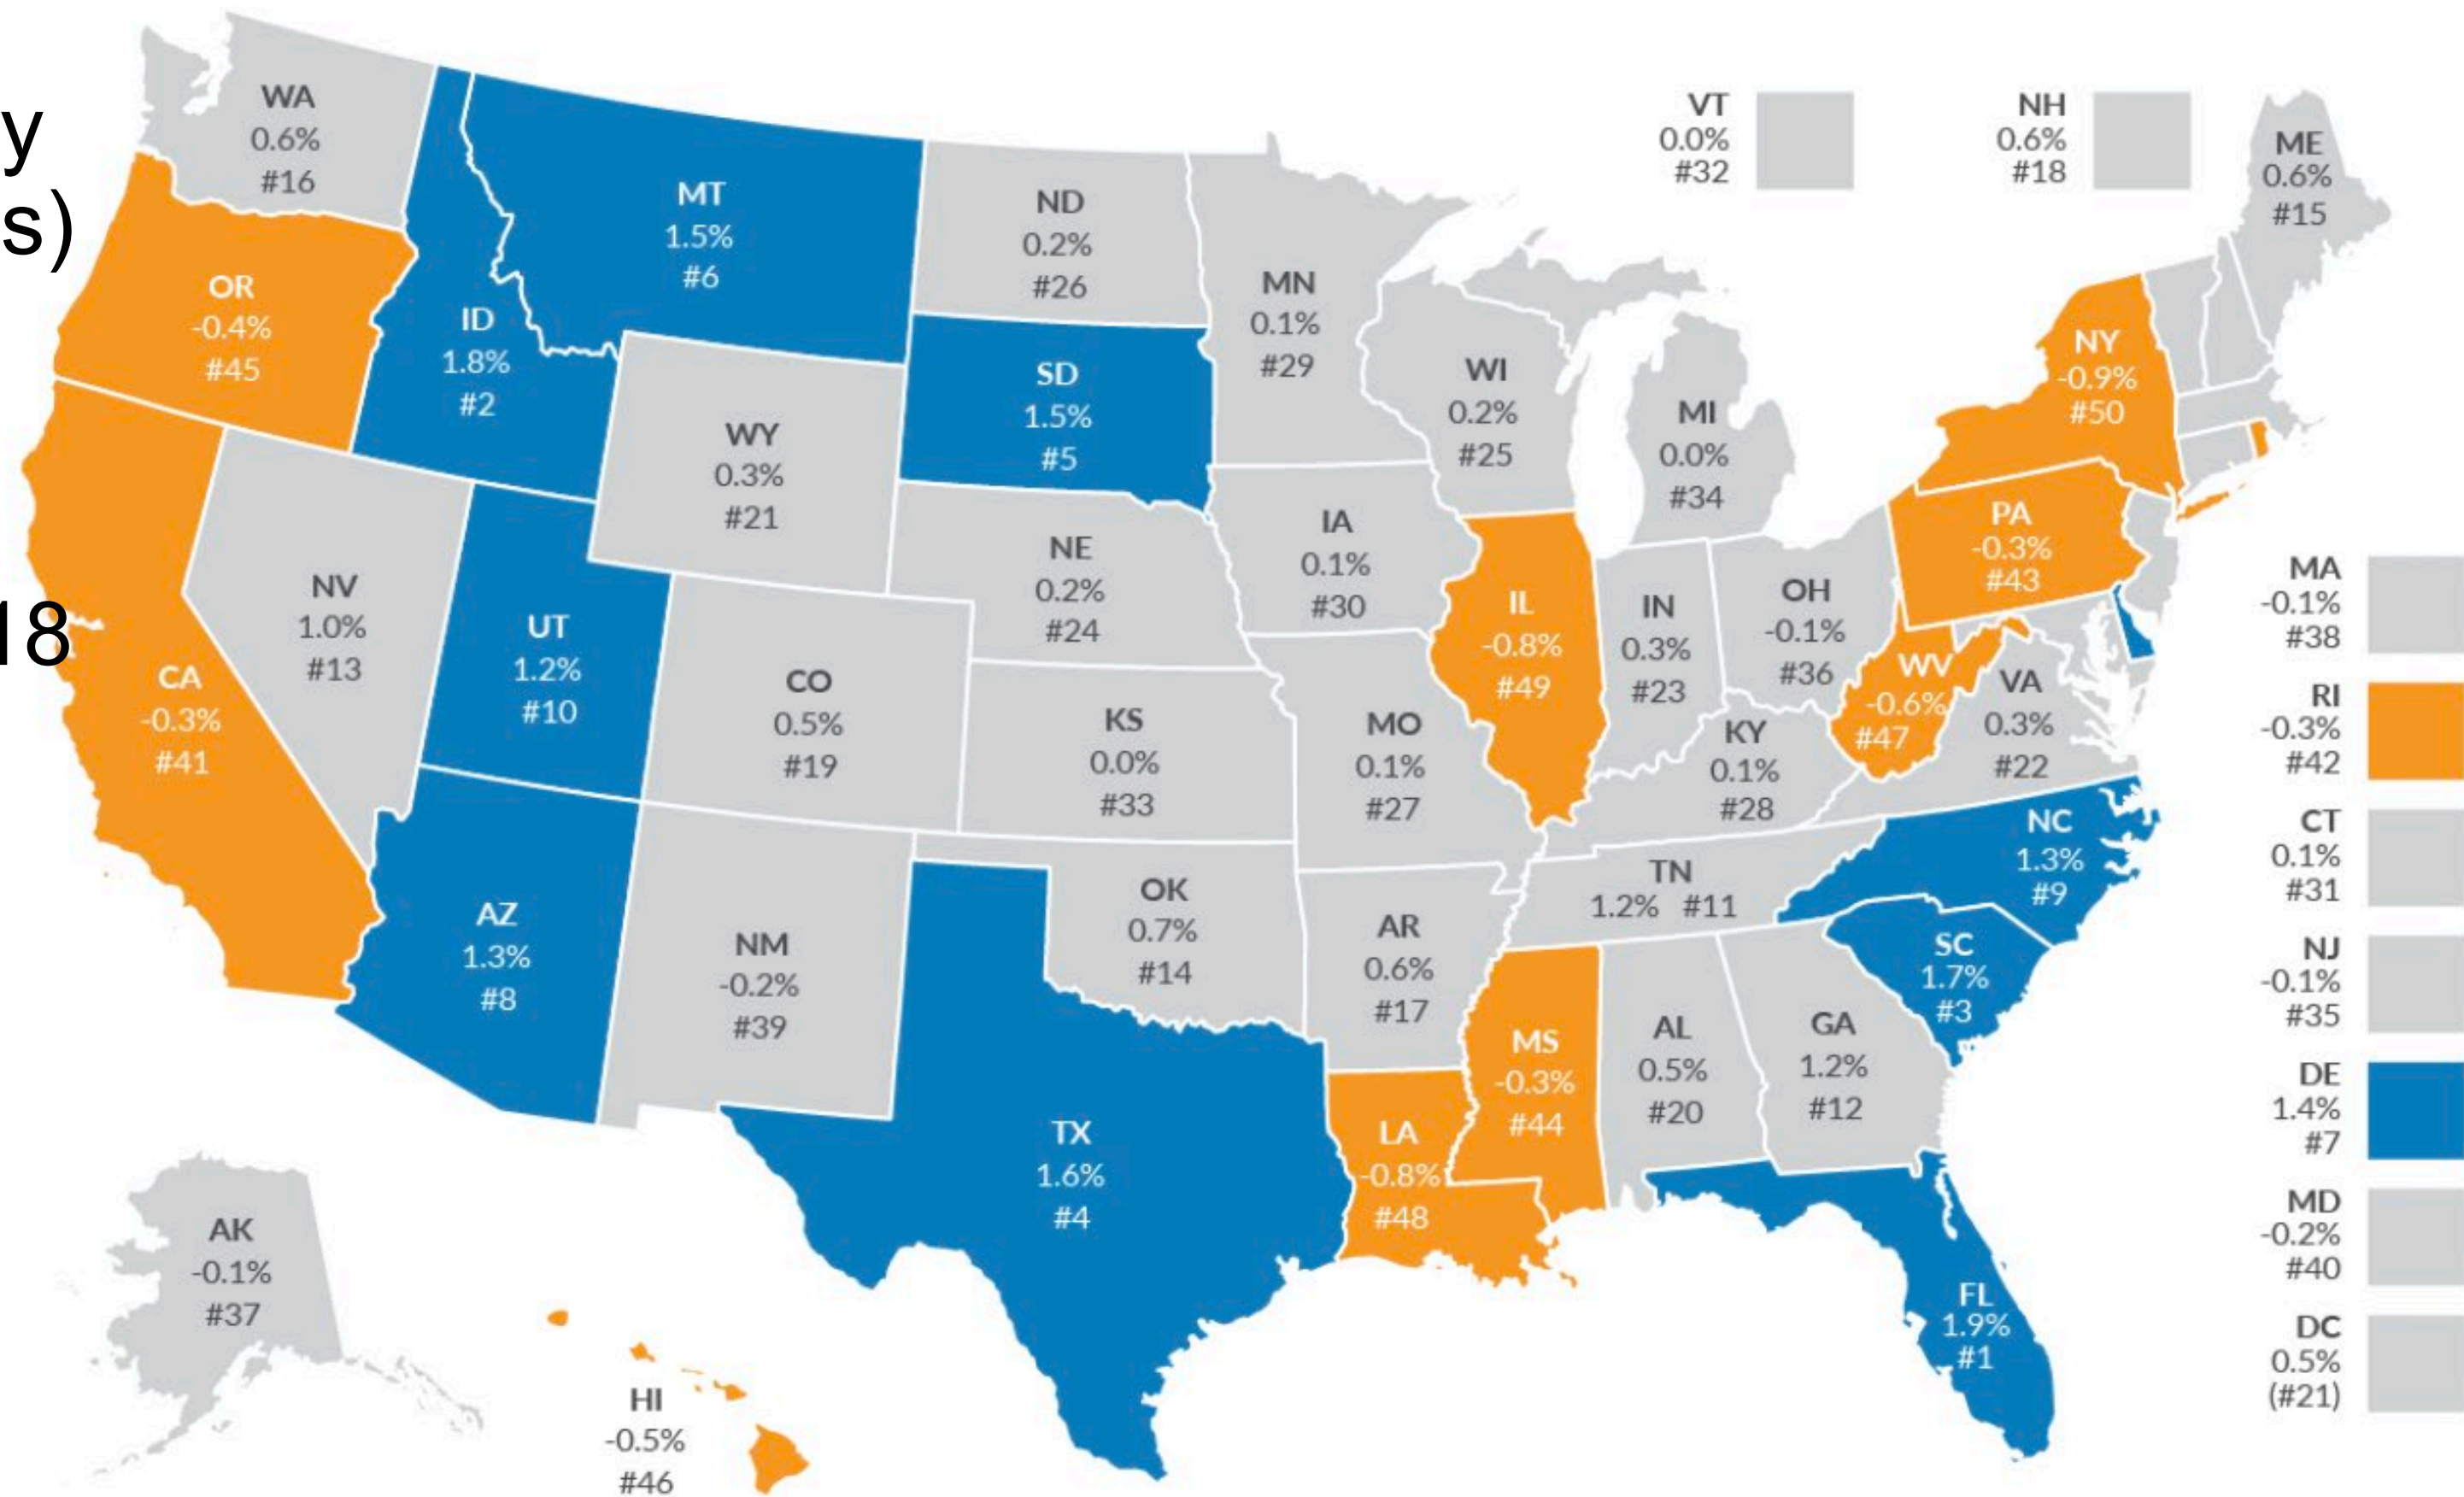 y
s)
18
WA
0.6%
#16
OR
-0.4%
#45
CA
-0.3%
#41
NV
1.0%
#13
ID
1.8%
#2
MT
1.5%
#6
WY
0.3%
#21
UT
1.2%
#10
CO
0.5%
#19
AZ
1.3%
#8
NM
-0.2%
#39
ND
0.2%
#26
SD
1.5%
#5
NE
0.2%
#24
KS
0.0%
#33
OK
0.7%
#14
TX
1.6%
#4
MN
0.1%
#29
IA
0.1%
#30
MO
0.1%
#27
AR
0.6%
#17
LA
-0.8%
#48
WI
0.2%
#25
IL
-0.8%
#49
MI
0.0%
#34
IN
0.3%
#23
OH
-0.1%
#36
KY
0.1%
#28
TN
1.2% #11
MS
-0.3%
#44
AL
0.5%
#20
GA
1.2%
#12
FL
1.9%
#1
SC
1.7%
#3
NC
1.3%
#9
VA
0.3%
#22
WV
-0.6%
#47
PA
-0.3%
#43
NY
-0.9%
#50
VT
0.0%
#32
NH
0.6%
#18
ME
0.6%
#15
MA
-0.1%
#38
RI
-0.3%
#42
CT
0.1%
#31
NJ
-0.1%
#35
DE
1.4%
#7
MD
-0.2%
#40
DC
0.5%
(#21)
AK
-0.1%
#37
HI
-0.5%
#46